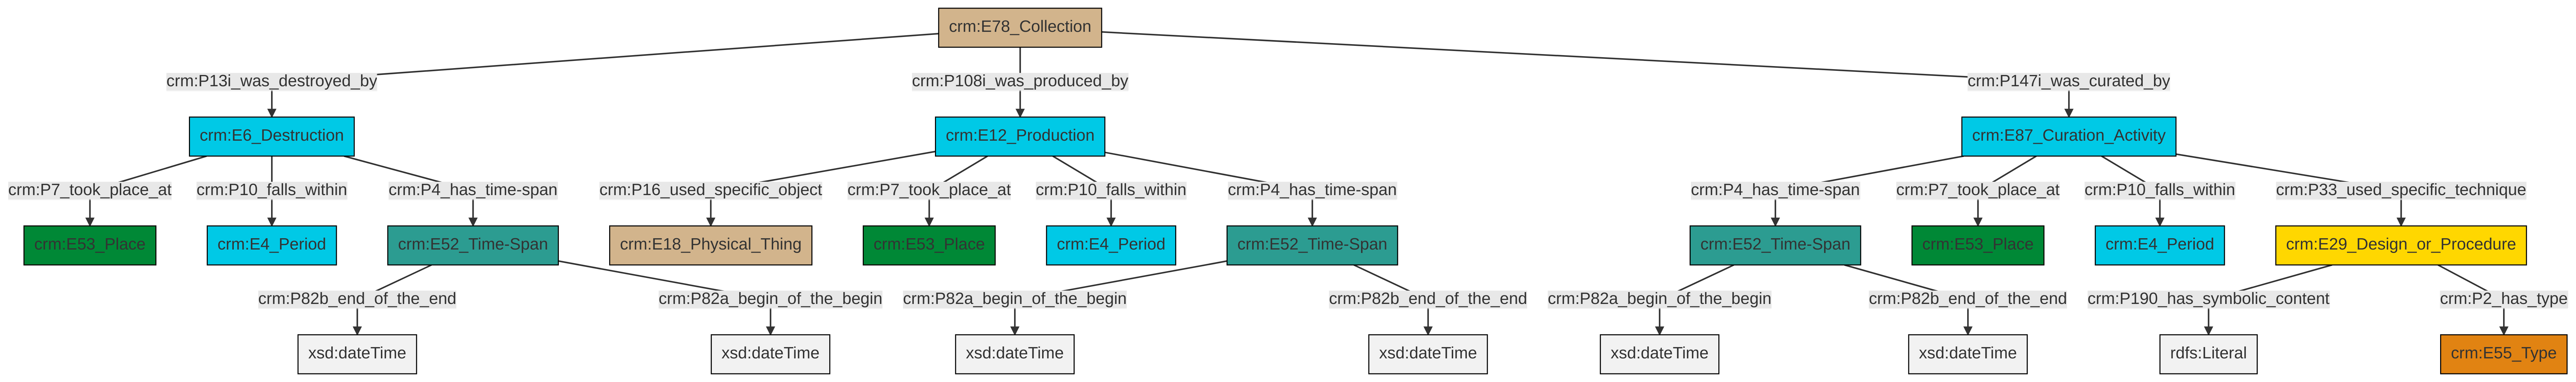 crm:E78_Collection
crm:P13i_was_destroyed_by
crm:P108i_was_produced_by
crm:P147i_was_curated_by
crm:E6_Destruction
crm:E12_Production
crm:E87_Curation_Activity
crm:P7_took_place_at
crm:P10_falls_within
crm:P4_has_time-span
crm:P16_used_specific_object
crm:P7_took_place_at
crm:P10_falls_within
crm:P4_has_time-span
crm:P4_has_time-span
crm:P7_took_place_at
crm:P10_falls_within
crm:P33_used_specific_technique
crm:E53_Place
crm:E4_Period
crm:E52_Time-Span
crm:E18_Physical_Thing
crm:E53_Place
crm:E4_Period
crm:E52_Time-Span
crm:E52_Time-Span
crm:E53_Place
crm:E4_Period
crm:E29_Design_or_Procedure
crm:P82b_end_of_the_end
crm:P82a_begin_of_the_begin
crm:P82a_begin_of_the_begin
crm:P82b_end_of_the_end
crm:P82a_begin_of_the_begin
crm:P82b_end_of_the_end
crm:P190_has_symbolic_content
crm:P2_has_type
xsd:dateTime
xsd:dateTime
xsd:dateTime
xsd:dateTime
xsd:dateTime
xsd:dateTime
rdfs:Literal
crm:E55_Type